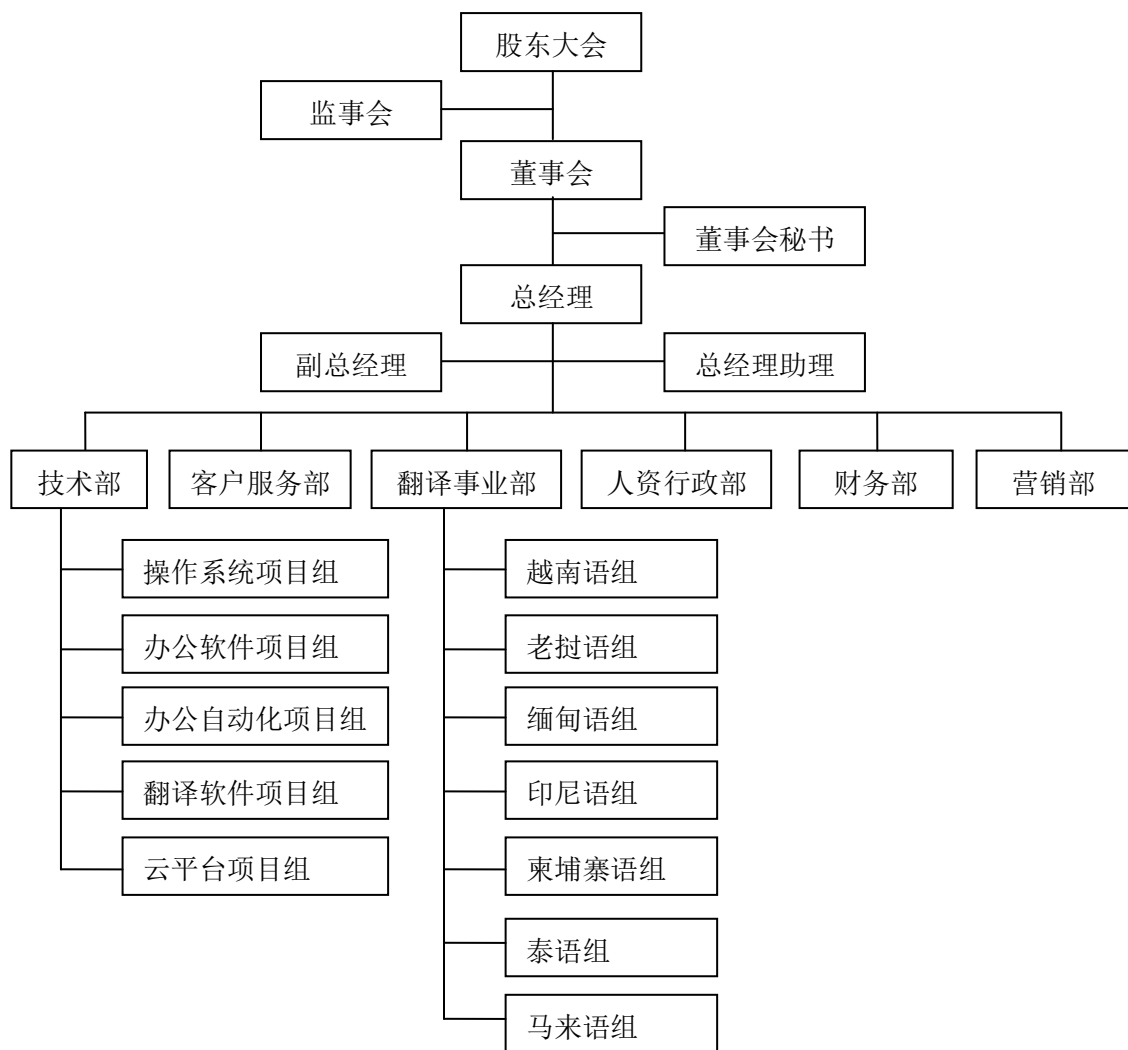 股东大会
监事会
董事会
董事会秘书
总经理
副总经理
总经理助理
技术部
客户服务部
翻译事业部
人资行政部
财务部
营销部
操作系统项目组
办公软件项目组
办公自动化项目组
翻译软件项目组
云平台项目组
越南语组
老挝语组
缅甸语组
印尼语组
柬埔寨语组
泰语组
马来语组